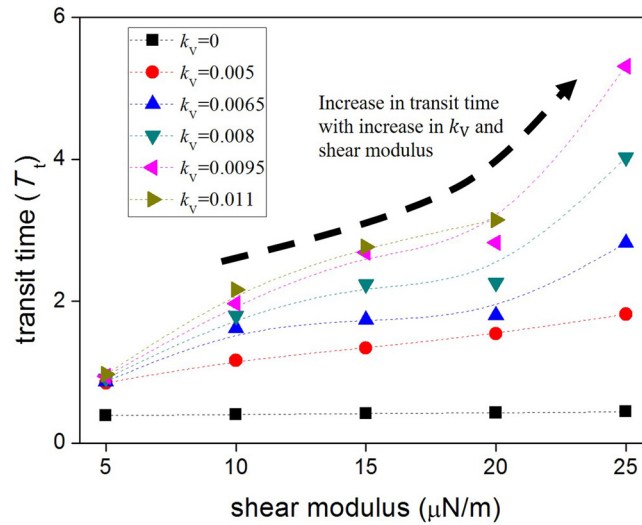 6
4
2
0
transit time (Tt)
kV=0
kV=0.005
kV=0.0065
kV=0.008
kV=0.0095
kV=0.011
Increase in transit time
with increase in kV and
shear modulus
5 10 15 20 25
shear modulus (μN/m)